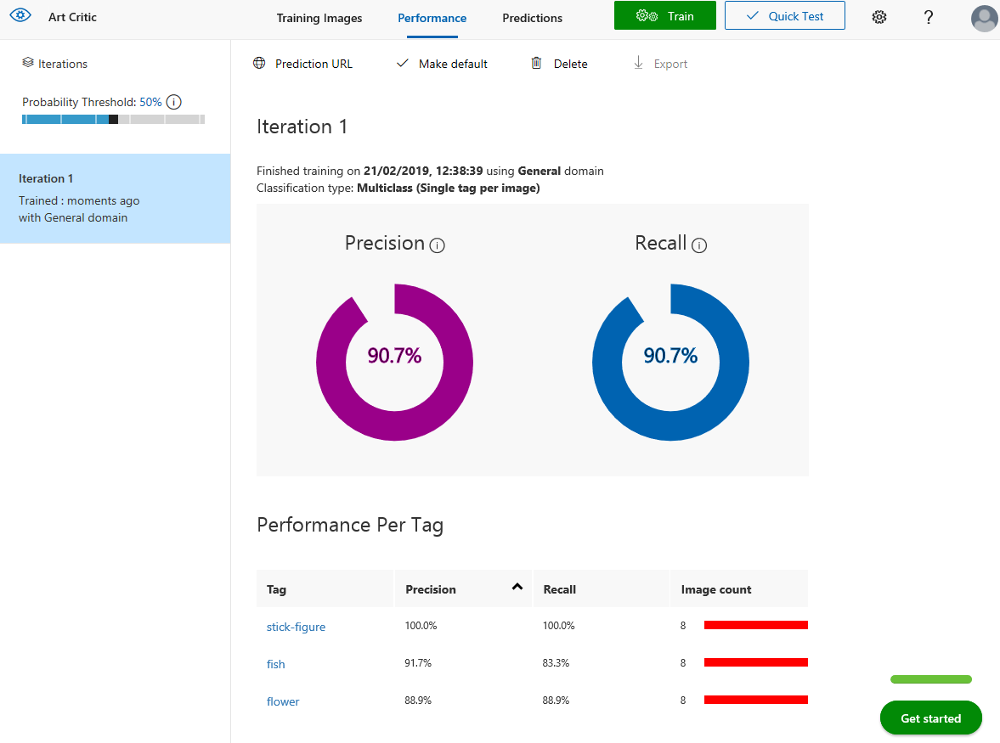 Art Critic
Training Images
Performance
Predictions
Train
Quick Test
?
Iterations
Probability Threshold: 50%
Iteration 1
Trained : moments ago
with General domain
Prediction URL
Make default
Delete
Export
Iteration 1
Finished training on 21/02/2019, 12:38:39 using General domain
Classification type: Multiclass (Single tag per image)
Precision
Recall
90.7%
90.7%
Performance Per Tag
Tag Precision Recall Image count
stick-figure 100.0% 100.0% 8
fish 91.7% 83.3% 8
flower 88.9% 88.9% 8
Get started